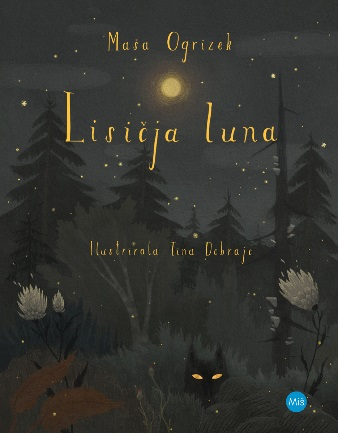 Maša Ogrizek
Lisičja luna
Ilustrirala Tina Dobrajc
Miš